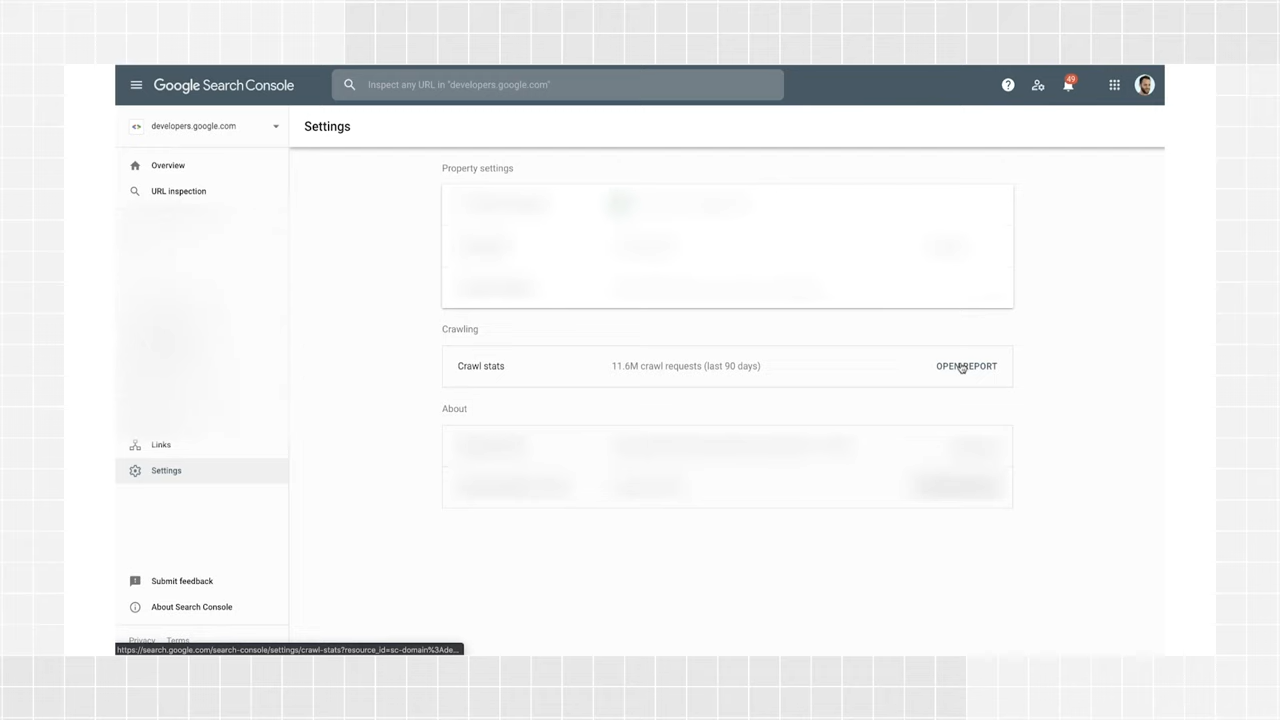 Google Search Console
Inspect any URL in "developers.google.com"
49
developers.google.com
Settings
Overview
URL inspection
Property settings
Crawling
Crawl stats
11.6M crawl requests (last 90 days)
OPEN REPORT
About
Links
Settings
Submit feedback
About Search Console
Privacy Terms
https://search.google.com/search-console/settings/crawl-stats?resource_id=sc-domain%3Ade...